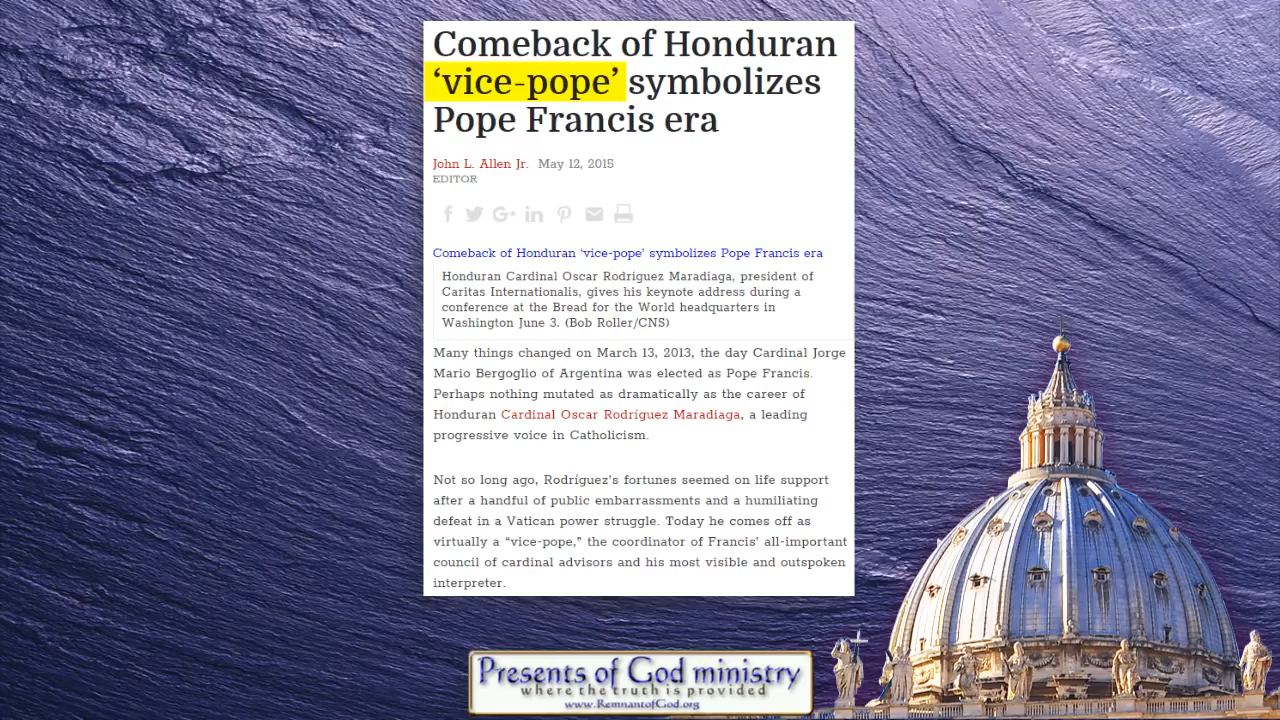 Comeback of Honduran
‘vice-pope’ symbolizes
Pope Francis era
John L. Allen Jr. May 12, 2015
EDITOR
Comeback of Honduran ‘vice-pope’ symbolizes Pope Francis era
Honduran Cardinal Oscar Rodriguez Maradiaga, president of
Caritas Internationalis, gives his keynote address during a
conference at the Bread for the World headquarters in
Washington June 3. (Bob Roller/CNS)
Many things changed on March 13, 2013, the day Cardinal Jorge
Mario Bergoglio of Argentina was elected as Pope Francis.
Perhaps nothing mutated as dramatically as the career of
Honduran Cardinal Oscar Rodríguez Maradiaga, a leading
progressive voice in Catholicism.
Not so long ago, Rodríguez’s fortunes seemed on life support
after a handful of public embarrassments and a humiliating
defeat in a Vatican power struggle. Today he comes off as
virtually a “vice-pope,” the coordinator of Francis’ all-important
council of cardinal advisors and his most visible and outspoken
interpreter.
Presents of God ministry
where the truth is provided
www.RemnantofGod.org